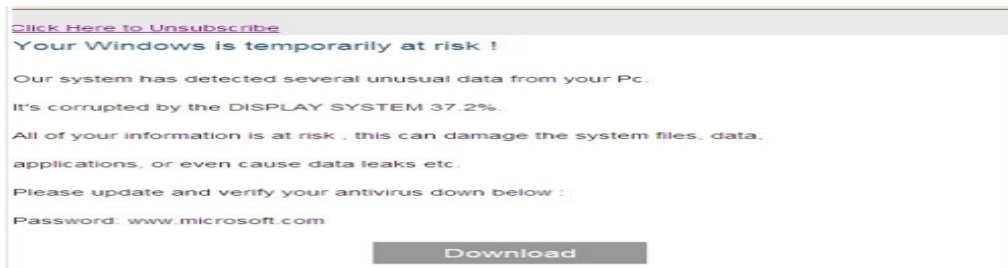 Click Here to Unsubscribe
Your Windows is temporarily at risk !
Our system has detected several unusual data from your Pc.
It's corrupted by the DISPLAY SYSTEM 37.2%.
All of your information is at risk , this can damage the system files, data,
applications, or even cause data leaks etc.
Please update and verify your antivirus down below :
Password: www.microsoft.com
Download